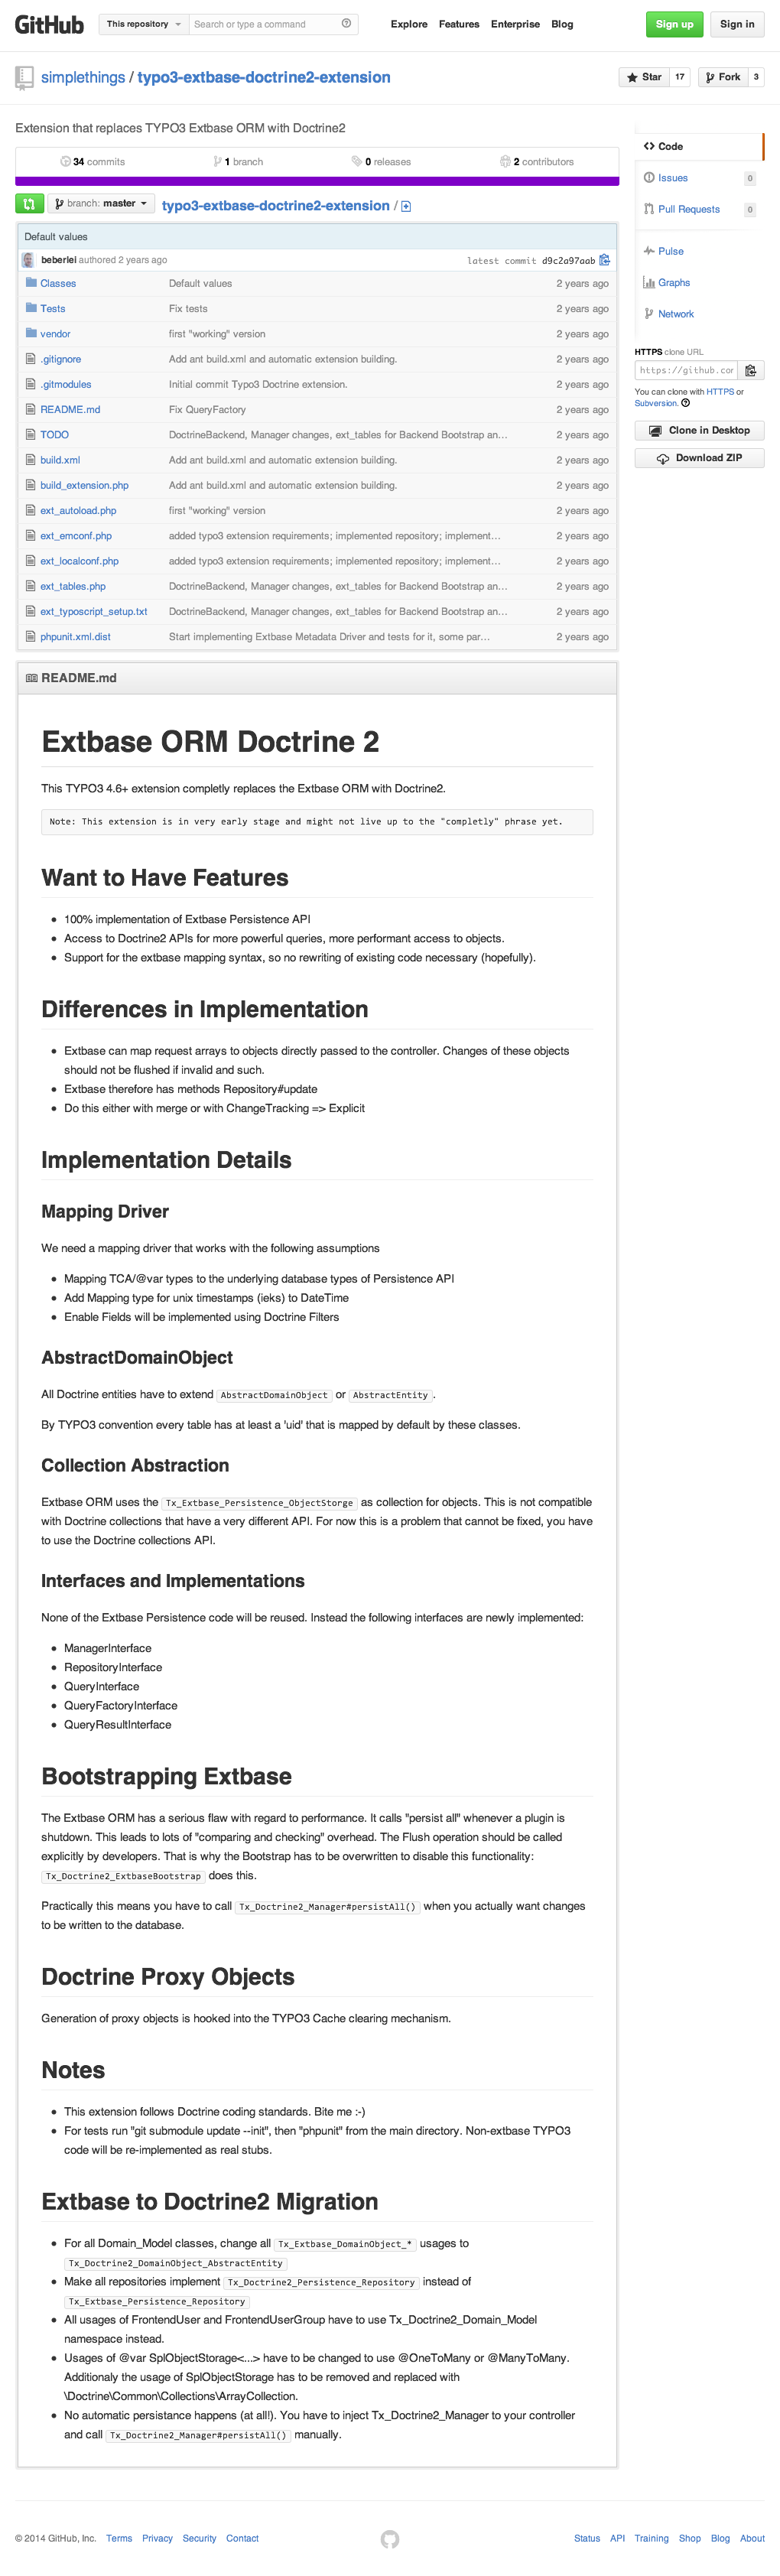 GitHub This repository Search or type a command Explore Features Enterprise Blog Sign up Sign in
simplethings / typo3-extbase-doctrine2-extension Star 17 Fork 3
Extension that replaces TYPO3 Extbase ORM with Doctrine2
34 commits 1 branch 0 releases 2 contributors
branch: master typo3-extbase-doctrine2-extension /
Default values
beberlei authored 2 years ago latest commit d9c2a97aab
Classes Default values 2 years ago
Tests Fix tests 2 years ago
vendor first "working" version 2 years ago
.gitignore Add ant build.xml and automatic extension building. 2 years ago
.gitmodules Initial commit Typo3 Doctrine extension. 2 years ago
README.md Fix QueryFactory 2 years ago
TODO DoctrineBackend, Manager changes, ext_tables for Backend Bootstrap an… 2 years ago
build.xml Add ant build.xml and automatic extension building. 2 years ago
build_extension.php Add ant build.xml and automatic extension building. 2 years ago
ext_autoload.php first "working" version 2 years ago
ext_emconf.php added typo3 extension requirements; implemented repository; implement… 2 years ago
ext_localconf.php added typo3 extension requirements; implemented repository; implement… 2 years ago
ext_tables.php DoctrineBackend, Manager changes, ext_tables for Backend Bootstrap an… 2 years ago
ext_typoscript_setup.txt DoctrineBackend, Manager changes, ext_tables for Backend Bootstrap an… 2 years ago
phpunit.xml.dist Start implementing Extbase Metadata Driver and tests for it, some par… 2 years ago
Code
Issues 0
Pull Requests 0
Pulse
Graphs
Network
HTTPS clone URL
https://github.cor
You can clone with HTTPS or
Subversion.
Clone in Desktop
Download ZIP
README.md
Extbase ORM Doctrine 2
This TYPO3 4.6+ extension completly replaces the Extbase ORM with Doctrine2.
Note: This extension is in very early stage and might not live up to the "completly" phrase yet.
Want to Have Features
• 100% implementation of Extbase Persistence API
• Access to Doctrine2 APIs for more powerful queries, more performant access to objects.
• Support for the extbase mapping syntax, so no rewriting of existing code necessary (hopefully).
Differences in Implementation
• Extbase can map request arrays to objects directly passed to the controller. Changes of these objects
should not be flushed if invalid and such.
• Extbase therefore has methods Repository#update
• Do this either with merge or with ChangeTracking => Explicit
Implementation Details
Mapping Driver
We need a mapping driver that works with the following assumptions
• Mapping TCA/@var types to the underlying database types of Persistence API
• Add Mapping type for unix timestamps (ieks) to DateTime
• Enable Fields will be implemented using Doctrine Filters
AbstractDomainObject
All Doctrine entities have to extend AbstractDomainObject or AbstractEntity.
By TYPO3 convention every table has at least a 'uid' that is mapped by default by these classes.
Collection Abstraction
Extbase ORM uses the Tx_Extbase_Persistence_ObjectStorge as collection for objects. This is not compatible
with Doctrine collections that have a very different API. For now this is a problem that cannot be fixed, you have
to use the Doctrine collections API.
Interfaces and Implementations
None of the Extbase Persistence code will be reused. Instead the following interfaces are newly implemented:
• ManagerInterface
• RepositoryInterface
• QueryInterface
• QueryFactoryInterface
• QueryResultInterface
Bootstrapping Extbase
The Extbase ORM has a serious flaw with regard to performance. It calls "persist all" whenever a plugin is
shutdown. This leads to lots of "comparing and checking" overhead. The Flush operation should be called
explicitly by developers. That is why the Bootstrap has to be overwritten to disable this functionality:
Tx_Doctrine2_ExtbaseBootstrap does this.
Practically this means you have to call Tx_Doctrine2_Manager#persistAll() when you actually want changes
to be written to the database.
Doctrine Proxy Objects
Generation of proxy objects is hooked into the TYPO3 Cache clearing mechanism.
Notes
• This extension follows Doctrine coding standards. Bite me :-)
• For tests run "git submodule update --init", then "phpunit" from the main directory. Non-extbase TYPO3
code will be re-implemented as real stubs.
Extbase to Doctrine2 Migration
• For all Domain_Model classes, change all Tx_Extbase_DomainObject_* usages to
Tx_Doctrine2_DomainObject_AbstractEntity
• Make all repositories implement Tx_Doctrine2_Persistence_Repository instead of
Tx_Extbase_Persistence_Repository
• All usages of FrontendUser and FrontendUserGroup have to use Tx_Doctrine2_Domain_Model
namespace instead.
• Usages of @var SplObjectStorage<...> have to be changed to use @OneToMany or @ManyToMany.
Additionaly the usage of SplObjectStorage has to be removed and replaced with
\Doctrine\Common\Collections\ArrayCollection.
• No automatic persistance happens (at all!). You have to inject Tx_Doctrine2_Manager to your controller
and call Tx_Doctrine2_Manager#persistAll() manually.
© 2014 GitHub, Inc. Terms Privacy Security Contact Status API Training Shop Blog About